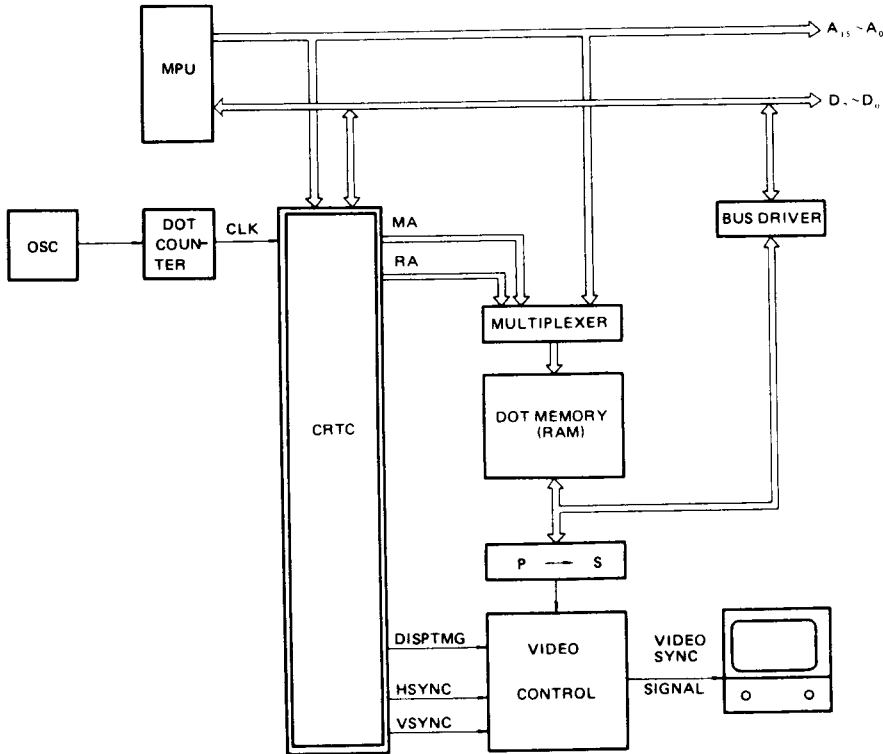 A₁₅ ~ A₀
MPU
D₇ ~ D₀
BUS DRIVER
OSC
DOT
COUN-
TER
CLK
MA
RA
MULTIPLEXER
DOT MEMORY
(RAM)
CRTC
P → S
DISPTMG
HSYNC
VSYNC
VIDEO
CONTROL
VIDEO
SYNC
SIGNAL